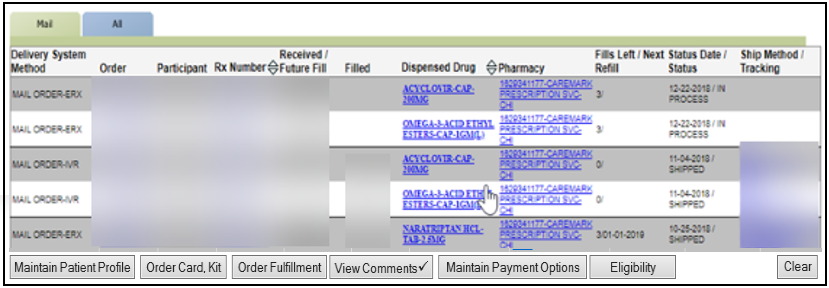 Mail All
Delivery System Received / Fills Left / Next Status Date / Ship Method /
Method Order Participant Rx Number Future Fill Filled Dispensed Drug Pharmacy Refill Status Tracking
MAIL ORDER-ERX ACYCLOVIR-CAP- 1629341177-CAREMARK 3/ 12-22-2018 / IN
200MG PRESCRIPTION SVC- PROCESS
CHI
MAIL ORDER-ERX OMEGA-3-ACID ETHYL 1629341177-CAREMARK 3/ 12-22-2018 / IN
ESTERS-CAP-1GM(L) PRESCRIPTION SVC- PROCESS
CHI
MAIL ORDER-IVR ACYCLOVIR-CAP- 1629341177-CAREMARK 0/ 11-04-2018 /
200MG PRESCRIPTION SVC- SHIPPED
CHI
MAIL ORDER-IVR OMEGA-3-ACID 1629341177-CAREMARK 0/ 11-04-2018 /
ESTERS-CAP-1GM( PRESCRIPTION SVC- SHIPPED
CHI
MAIL ORDER-ERX NARATRIPTAN HCL- 1629341177-CAREMARK 3/01-01-2019 10-25-2018 /
TAB-2.5MG PRESCRIPTION SVC- SHIPPED
CHI
Maintain Patient Profile Order Card, Kit Order Fulfillment View Comments✓ Maintain Payment Options Eligibility Clear